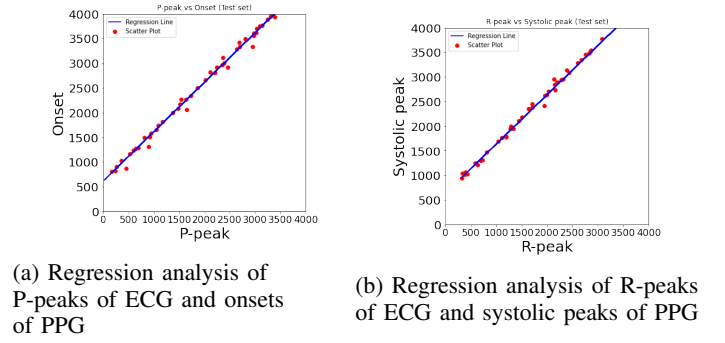 P-peak vs Onset (Test set)
Regression Line
Scatter Plot
Onset
4000
3500
3000
2500
2000
1500
1000
500
0
0 500 1000 1500 2000 2500 3000 3500 4000
P-peak
(a) Regression analysis of
P-peaks of ECG and onsets
of PPG
R-peak vs Systolic peak (Test set)
Regression Line
Scatter Plot
Systolic peak
4000
3500
3000
2500
2000
1500
1000
500
0
0 500 1000 1500 2000 2500 3000 3500 4000
R-peak
(b) Regression analysis of R-peaks
of ECG and systolic peaks of PPG